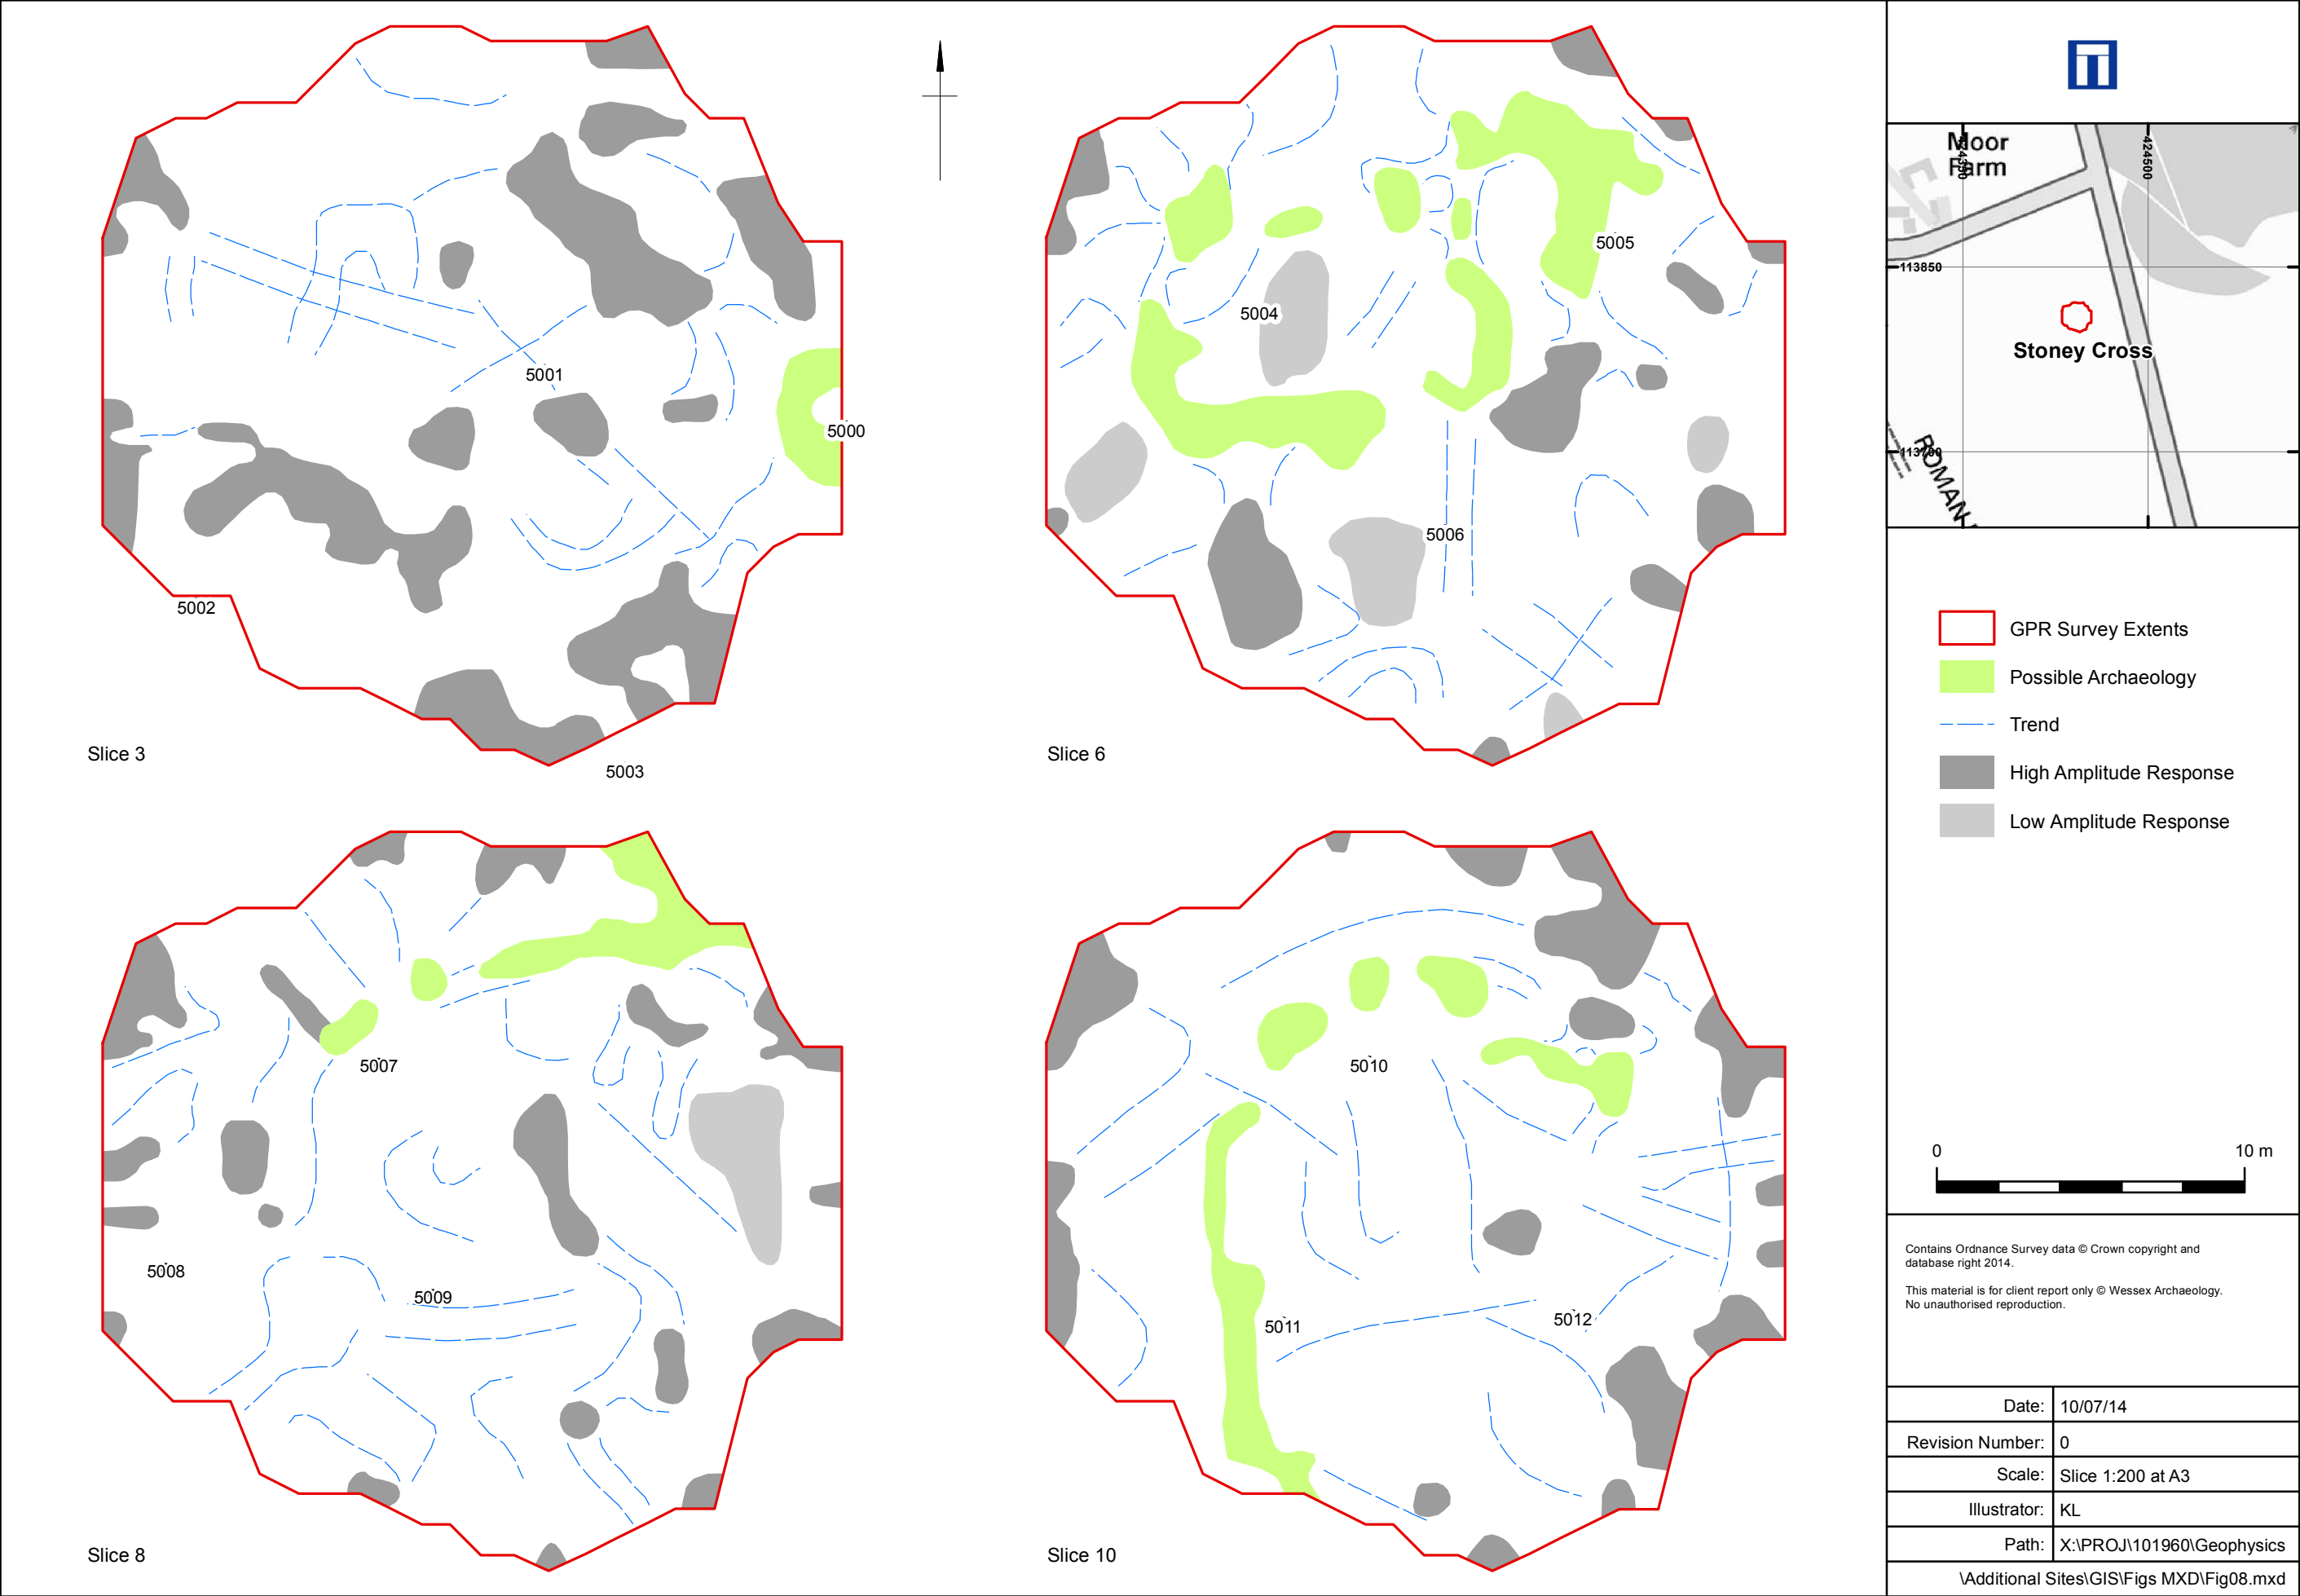 5000
5001
5002
5003
Slice 3
5004
5005
5006
Slice 6
5007
5008
5009
Slice 8
5010
5011
5012
Slice 10
Moor
Farm
424500
113850
Stoney Cross
113700
ROMAN
GPR Survey Extents
Possible Archaeology
Trend
High Amplitude Response
Low Amplitude Response
0 10 m
Contains Ordnance Survey data © Crown copyright and
database right 2014.
This material is for client report only © Wessex Archaeology.
No unauthorised reproduction.
Date: 10/07/14
Revision Number: 0
Scale: Slice 1:200 at A3
Illustrator: KL
Path: X:\PROJ\101960\Geophysics
\Additional Sites\GIS\Figs MXD\Fig08.mxd